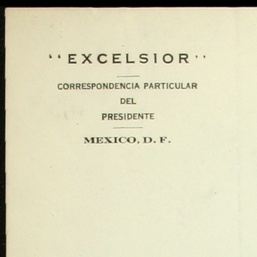 "EXCELSIOR"
CORRESPONDENCIA PARTICULAR
DEL
PRESIDENTE
MEXICO, D. F.